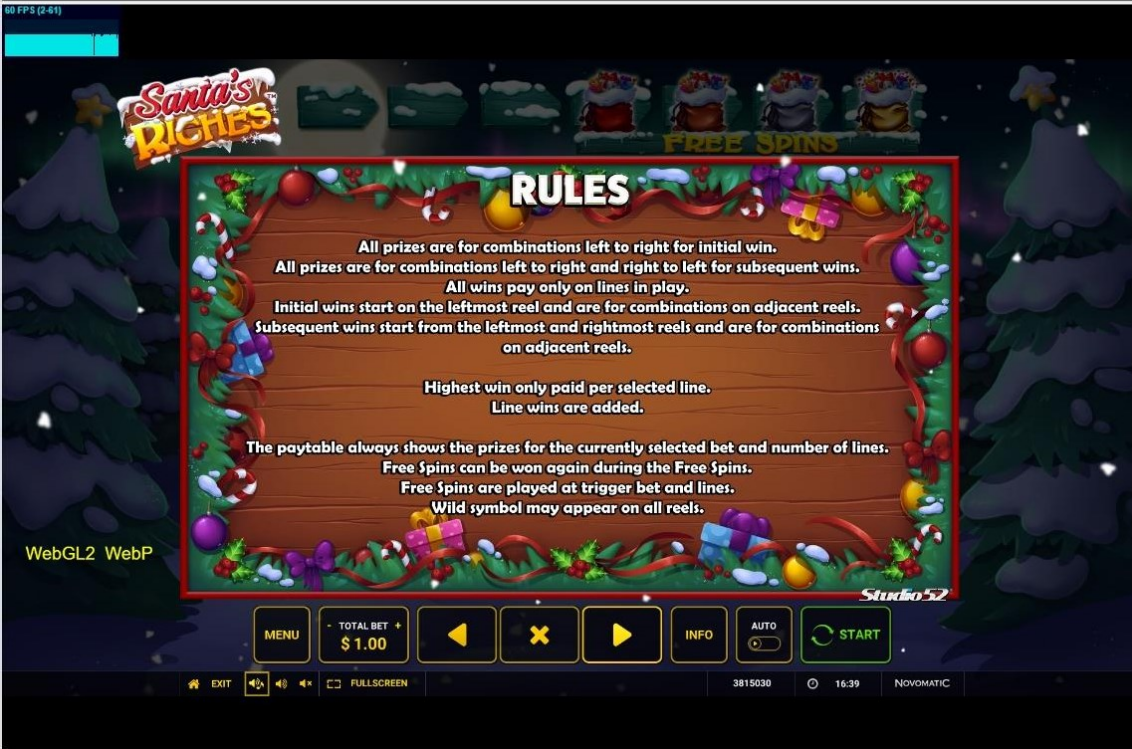 60 FPS (2-61)
Santa's
RICHES™
FREE SPINS
RULES
All prizes are for combinations left to right for initial win.
All prizes are for combinations left to right and right to left for subsequent wins.
All wins pay only on lines in play.
Initial wins start on the leftmost reel and are for combinations on adjacent reels.
Subsequent wins start from the leftmost and rightmost reels and are for combinations
on adjacent reels.
Highest win only paid per selected line.
Line wins are added.
The paytable always shows the prizes for the currently selected bet and number of lines.
Free Spins can be won again during the Free Spins.
Free Spins are played at trigger bet and lines.
Wild symbol may appear on all reels.
WebGL2 WebP
Studio52
MENU
- TOTAL BET +
$1.00
INFO
AUTO
START
EXIT
FULLSCREEN
3815030
16:39
NOVOMATIC